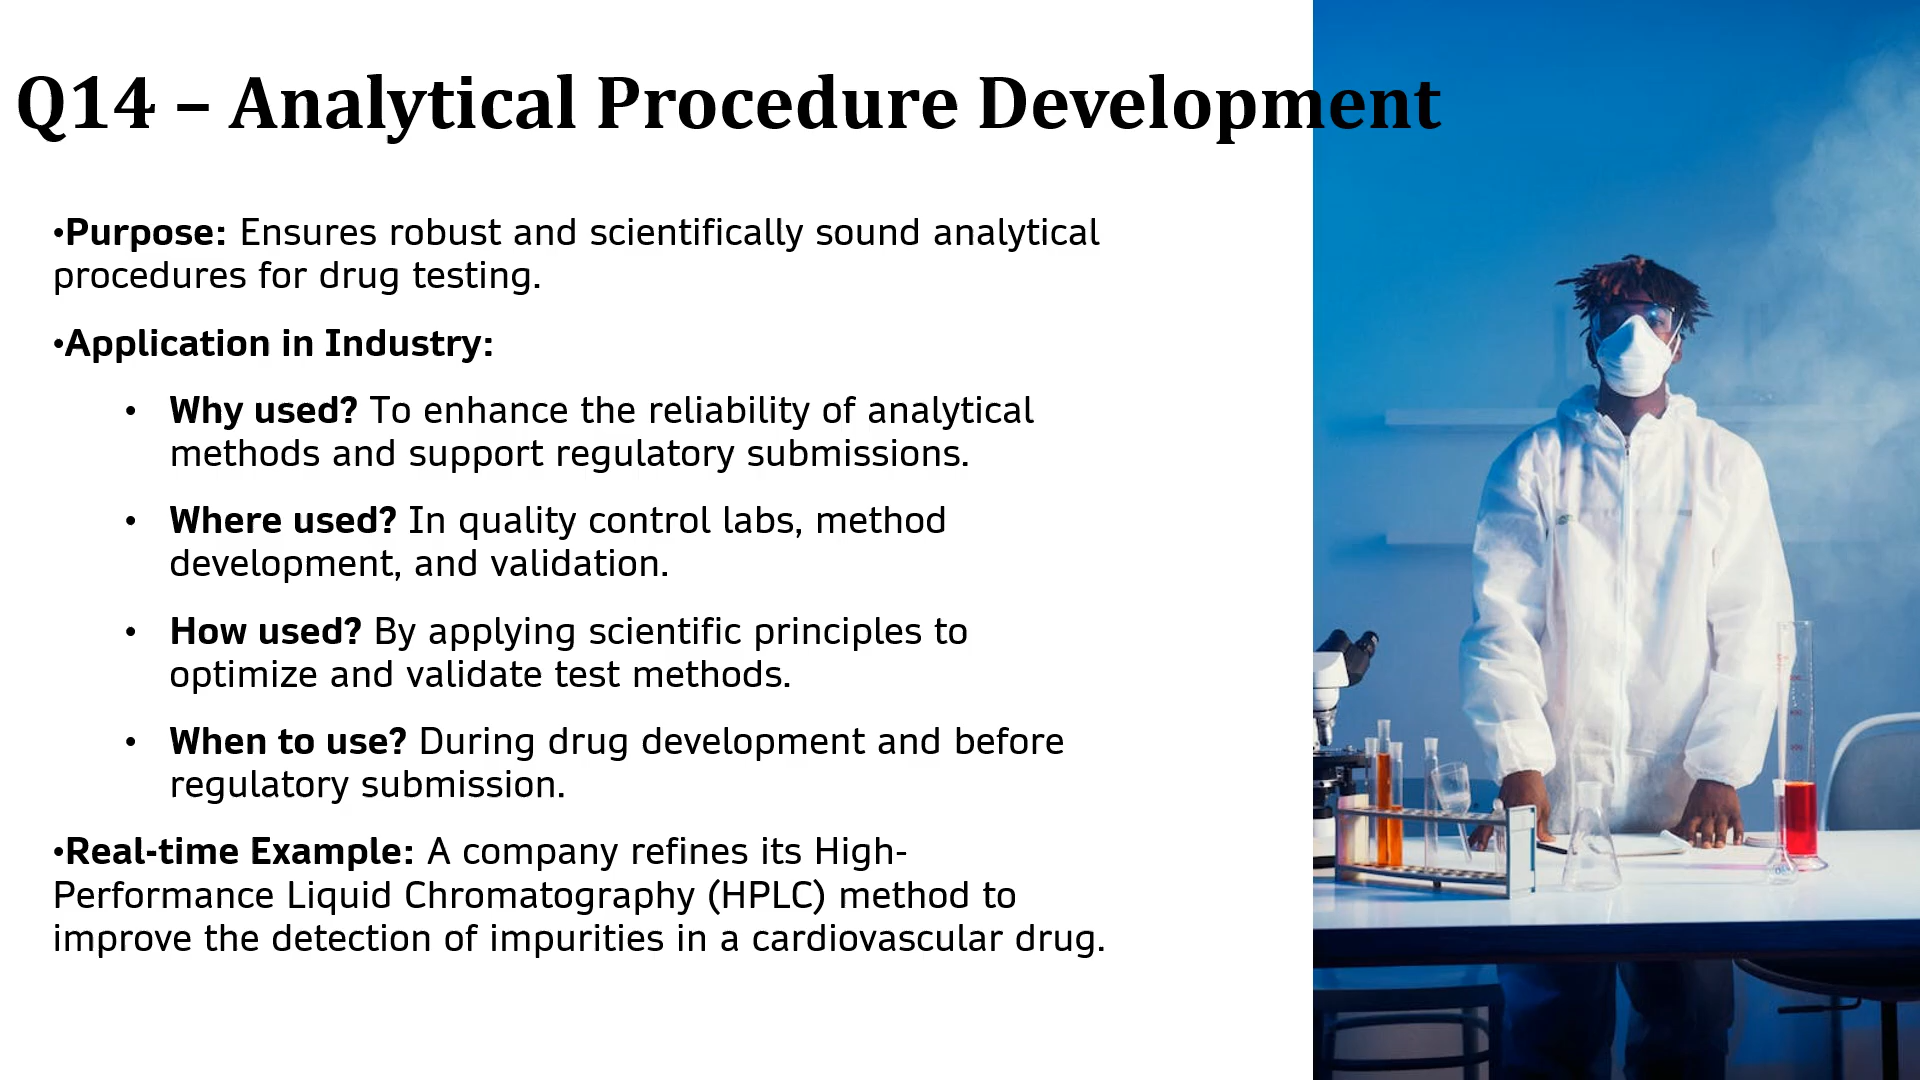 Q14 – Analytical Procedure Development
•Purpose: Ensures robust and scientifically sound analytical
procedures for drug testing.
•Application in Industry:
• Why used? To enhance the reliability of analytical
methods and support regulatory submissions.
• Where used? In quality control labs, method
development, and validation.
• How used? By applying scientific principles to
optimize and validate test methods.
• When to use? During drug development and before
regulatory submission.
•Real-time Example: A company refines its High-
Performance Liquid Chromatography (HPLC) method to
improve the detection of impurities in a cardiovascular drug.